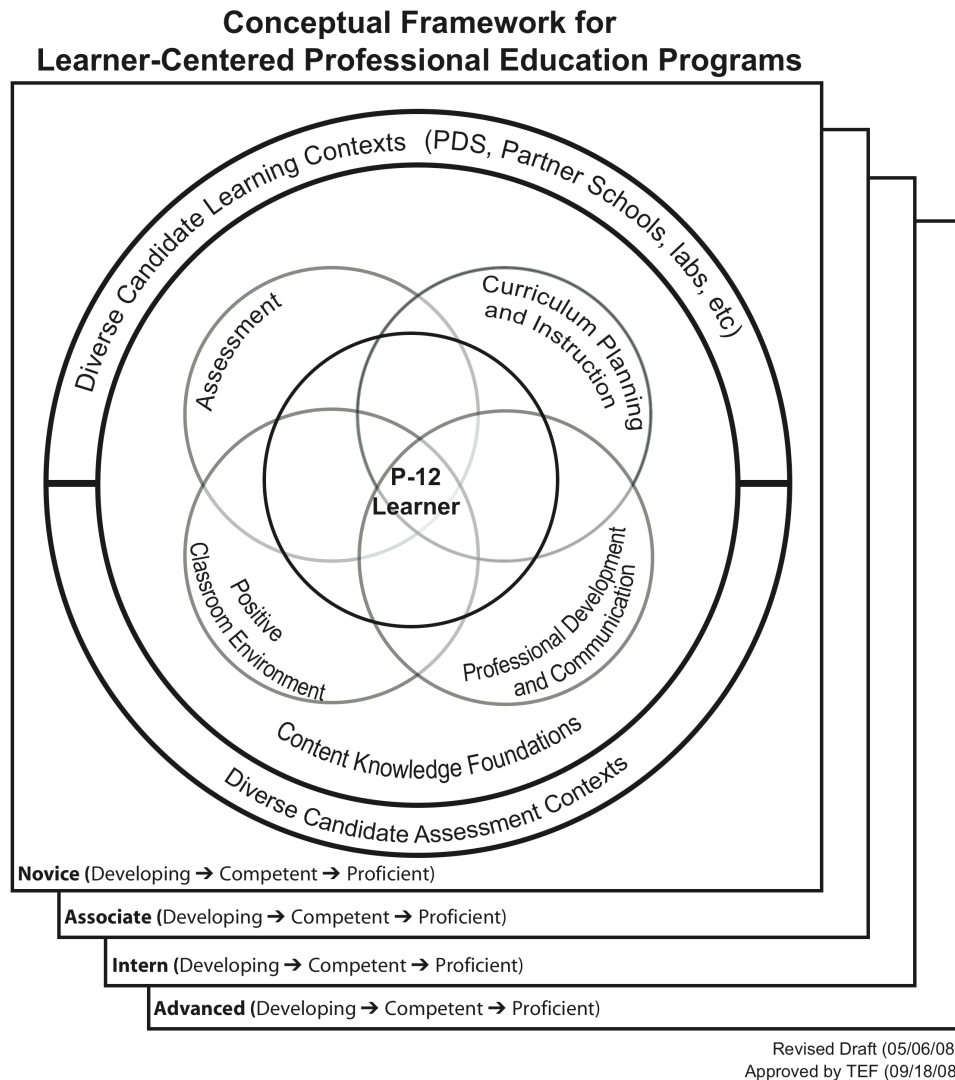 Conceptual Framework for
Learner-Centered Professional Education Programs
Diverse Candidate Learning Contexts (PDS, Partner Schools, labs, etc)
Assessment
Curriculum Planning
and Instruction
P-12
Learner
Positive
Classroom Environment
Professional Development
and Communication
Content Knowledge Foundations
Diverse Candidate Assessment Contexts
Novice (Developing ➔ Competent ➔ Proficient)
Associate (Developing ➔ Competent ➔ Proficient)
Intern (Developing ➔ Competent ➔ Proficient)
Advanced (Developing ➔ Competent ➔ Proficient)
Revised Draft (05/06/08
Approved by TEF (09/18/08